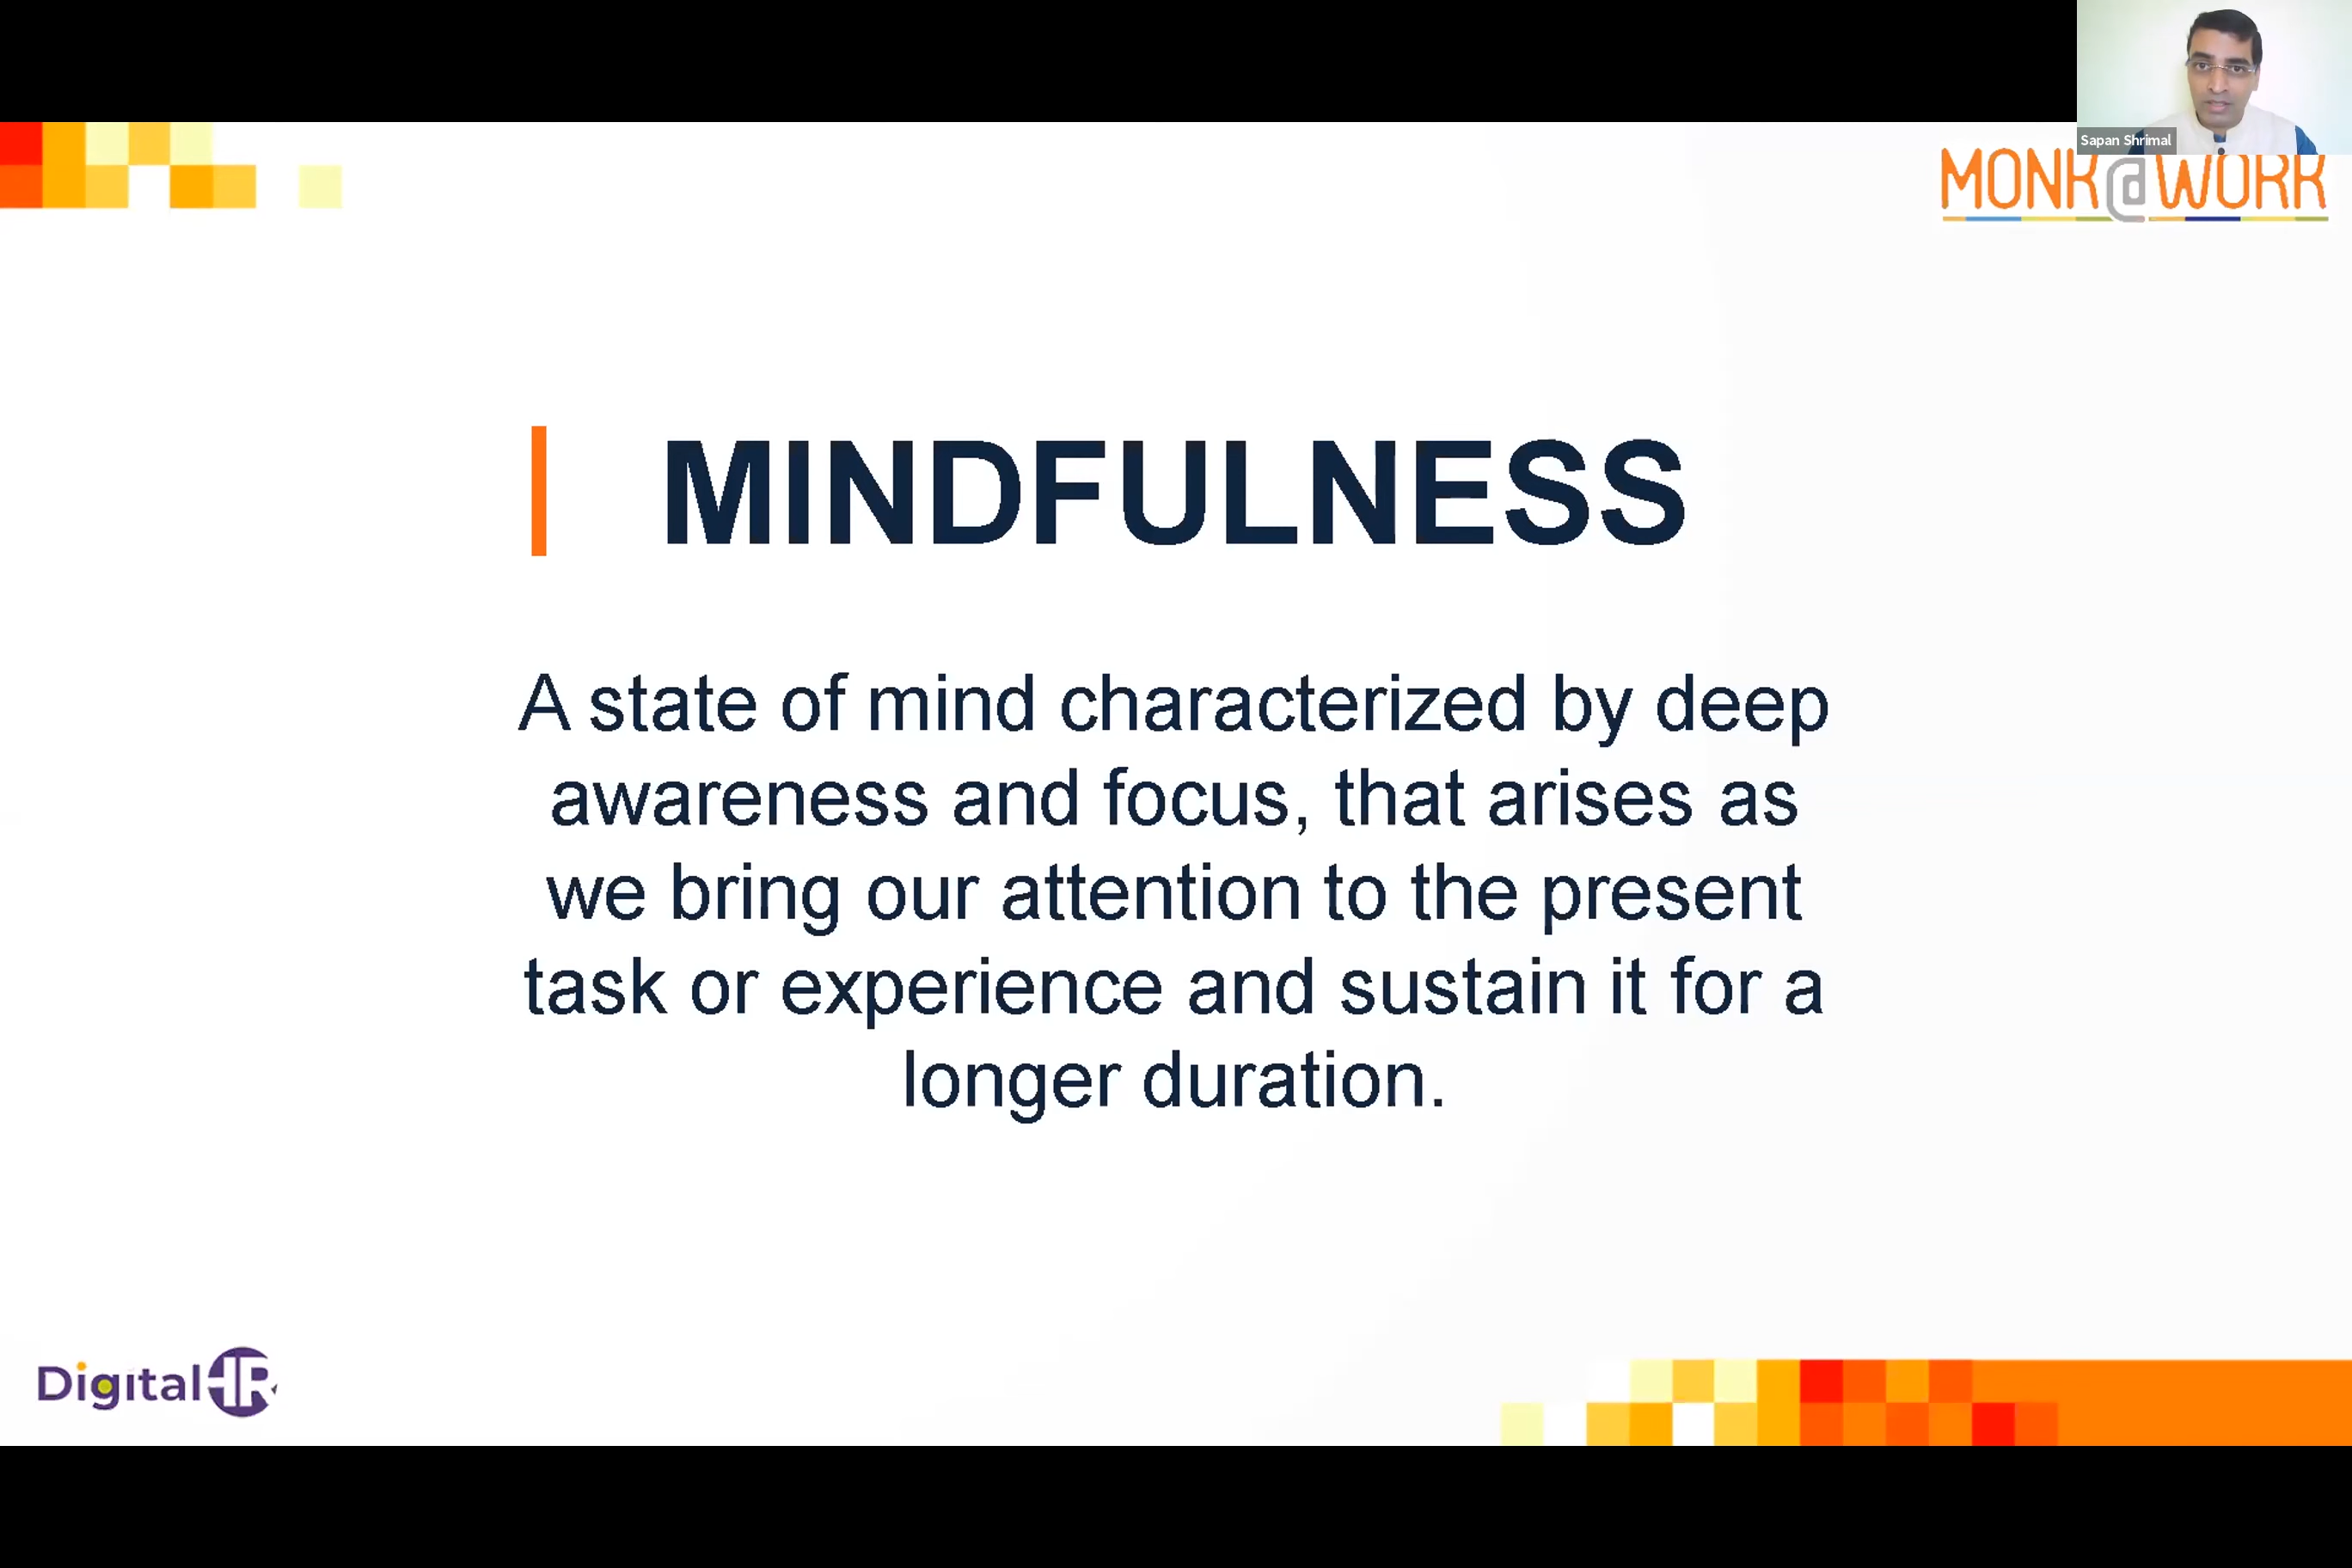 Sapan Shrimal
MONK@WORK
MINDFULNESS
A state of mind characterized by deep
awareness and focus, that arises as
we bring our attention to the present
task or experience and sustain it for a
longer duration.
DigitalHR